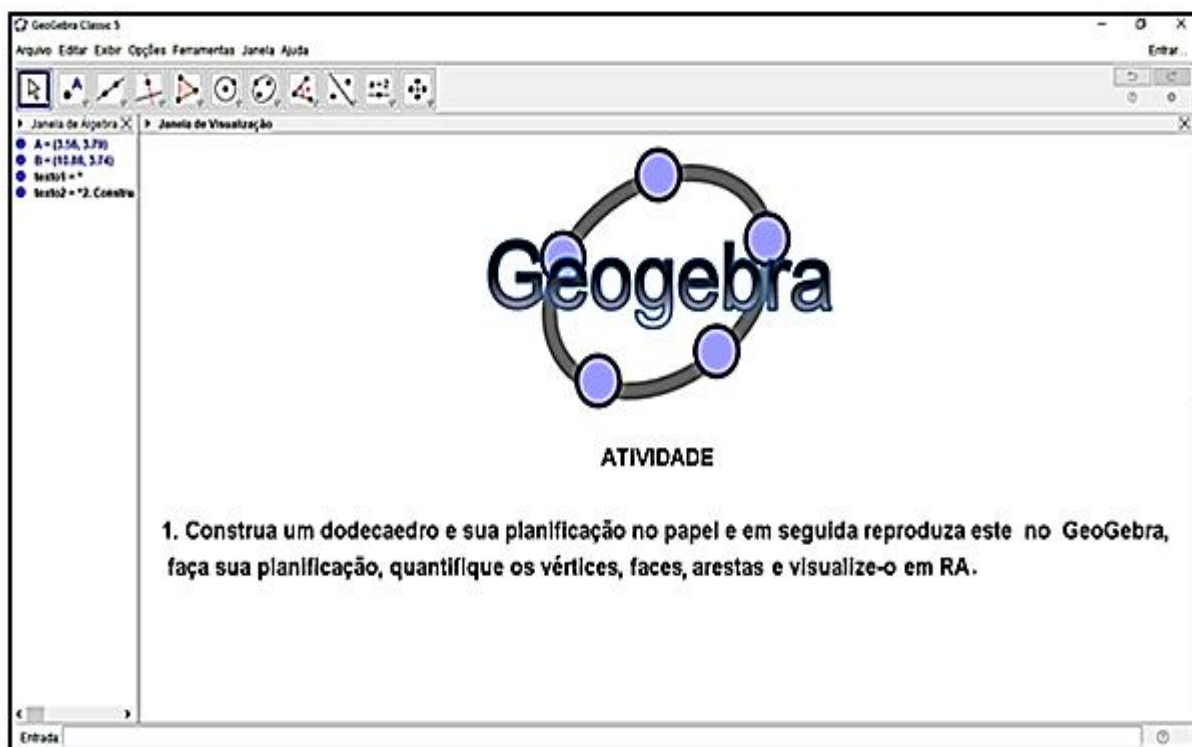 GeoGebra Classic 5
Arquivo Editar Exibir Opções Ferramentas Janela Ajuda
Entrar...
A
a=2
Janela de Álgebra
Janela de Visualização
A = (3.56, 3.79)
B = (10.88, 3.74)
texto1 = "
texto2 = "2. Constru
Geogebra
ATIVIDADE
1. Construa um dodecaedro e sua planificação no papel e em seguida reproduza este no GeoGebra,
faça sua planificação, quantifique os vértices, faces, arestas e visualize-o em RA.
Entrada